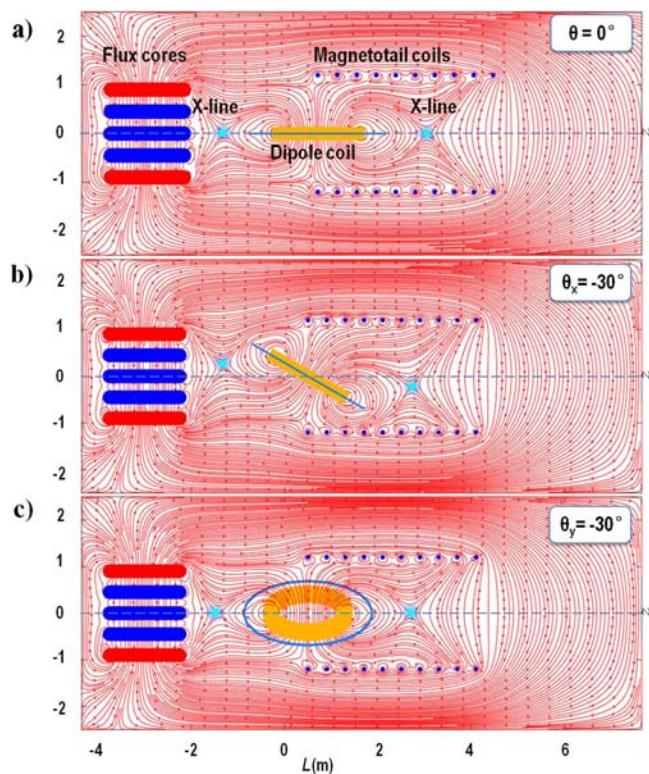 a)
θ = 0°
Flux cores
Magnetotail coils
X-line
X-line
Dipole coil
2
1
0
-1
-2
b)
θx= -30°
2
1
0
-1
-2
c)
θy= -30°
2
1
0
-1
-2
-4
-2
0
2
4
6
L(m)